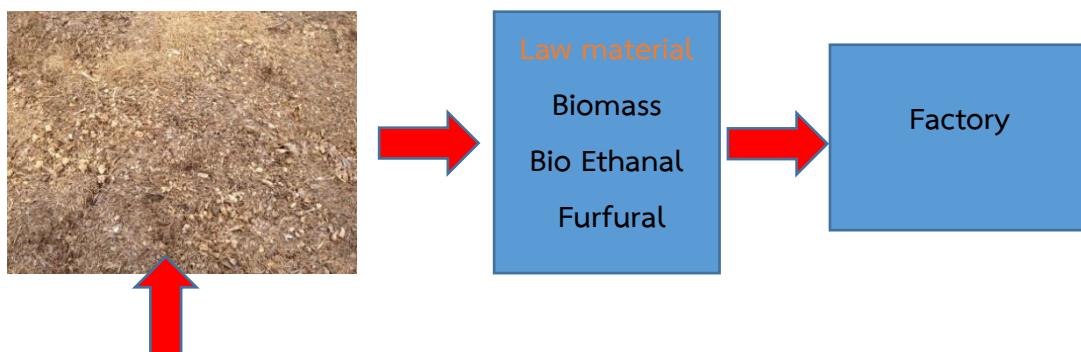 Law material
Biomass
Bio Ethanal
Furfural
Factory